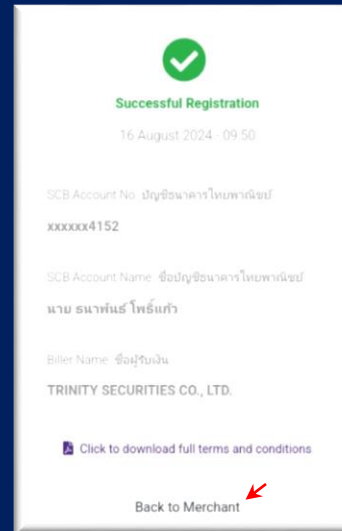 Successful Registration
16 August 2024 - 09:50
SCB Account No. บัญชีธนาคารไทยพาณิชย์
xxxxxx4152
SCB Account Name ชื่อบัญชีธนาคารไทยพาณิชย์
นาย ธนาพันธ์ โพธิ์แก้ว
Biller Name ชื่อผู้รับเงิน
TRINITY SECURITIES CO., LTD.
Click to download full terms and conditions
Back to Merchant